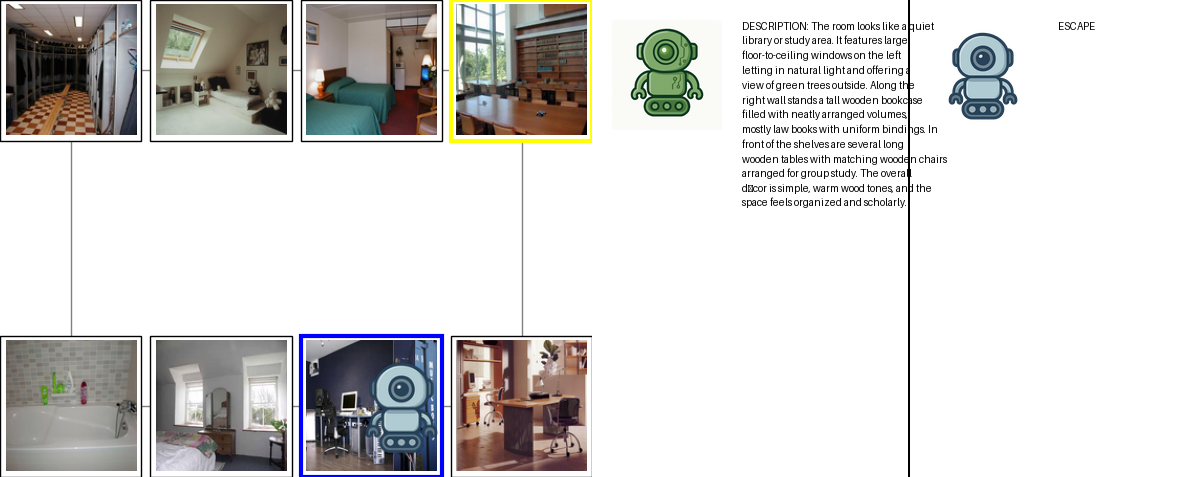 DESCRIPTION: The room looks like a quiet
library or study area. It features large
floor-to-ceiling windows on the left
letting in natural light and offering a
view of green trees outside. Along the
right wall stands a tall wooden bookcase
filled with neatly arranged volumes,
mostly law books with uniform bindings. In
front of the shelves are several long
wooden tables with matching wooden chairs
arranged for group study. The overall
d�cor is simple, warm wood tones, and the
space feels organized and scholarly.
ESCAPE